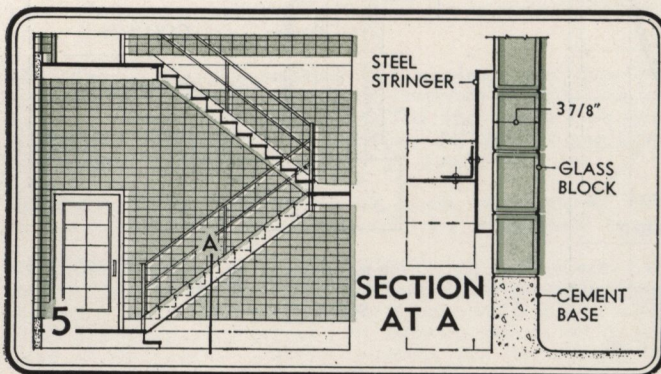 A
5
STEEL
STRINGER
3 7/8"
GLASS
BLOCK
SECTION
AT A
CEMENT
BASE